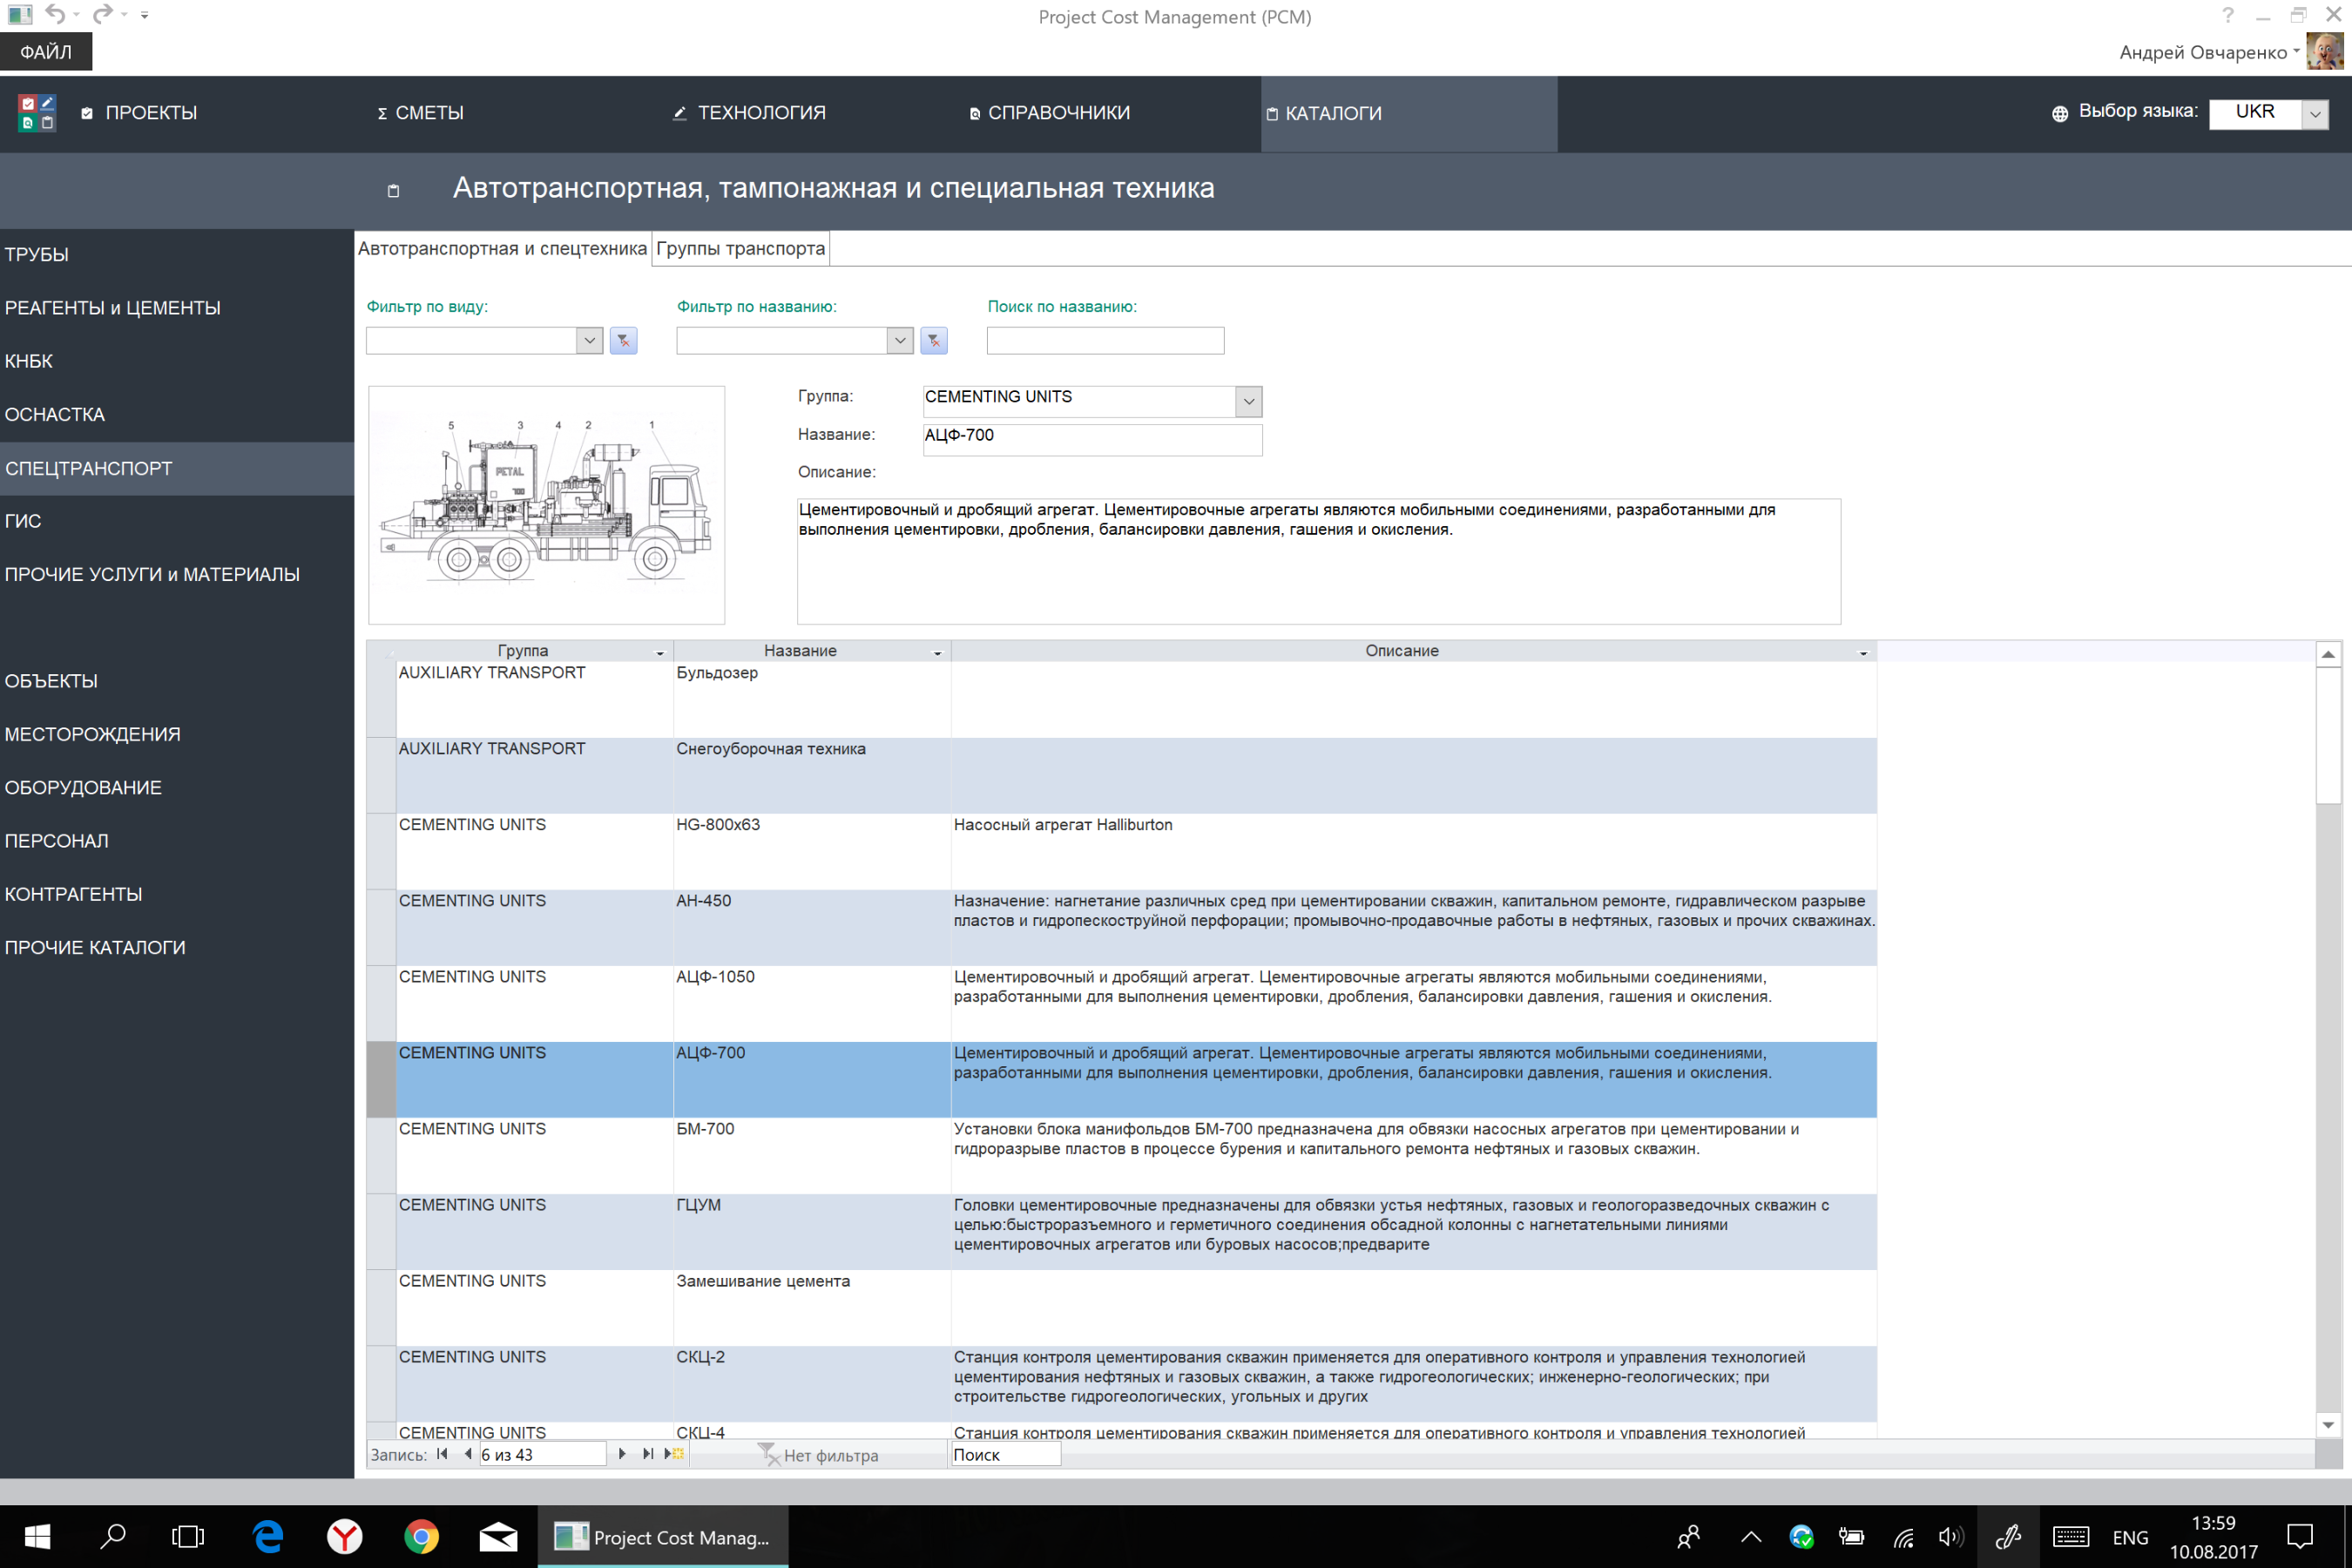 Project Cost Management (PCM)
?
ФАЙЛ
Андрей Овчаренко
ПРОЕКТЫ
Σ СМЕТЫ
ТЕХНОЛОГИЯ
СПРАВОЧНИКИ
КАТАЛОГИ
Выбор языка:
UKR
Автотранспортная, тампонажная и специальная техника
ТРУБЫ
РЕАГЕНТЫ и ЦЕМЕНТЫ
КНБК
ОСНАСТКА
СПЕЦТРАНСПОРТ
ГИС
ПРОЧИЕ УСЛУГИ и МАТЕРИАЛЫ
ОБЪЕКТЫ
МЕСТОРОЖДЕНИЯ
ОБОРУДОВАНИЕ
ПЕРСОНАЛ
КОНТРАГЕНТЫ
ПРОЧИЕ КАТАЛОГИ
Автотранспортная и спецтехника
Группы транспорта
Фильтр по виду:
Фильтр по названию:
Поиск по названию:
5 3 4 2 1
PETAL
700
Группа:
CEMENTING UNITS
Название:
АЦФ-700
Описание:
Цементировочный и дробящий агрегат. Цементировочные агрегаты являются мобильными соединениями, разработанными для
выполнения цементировки, дробления, балансировки давления, гашения и окисления.
Группа Название Описание
AUXILIARY TRANSPORT Бульдозер
AUXILIARY TRANSPORT Снегоуборочная техника
CEMENTING UNITS HG-800x63 Насосный агрегат Halliburton
CEMENTING UNITS АН-450 Назначение: нагнетание различных сред при цементировании скважин, капитальном ремонте, гидравлическом разрыве
пластов и гидропескоструйной перфорации; промывочно-продавочные работы в нефтяных, газовых и прочих скважинах.
CEMENTING UNITS АЦФ-1050 Цементировочный и дробящий агрегат. Цементировочные агрегаты являются мобильными соединениями,
разработанными для выполнения цементировки, дробления, балансировки давления, гашения и окисления.
CEMENTING UNITS АЦФ-700 Цементировочный и дробящий агрегат. Цементировочные агрегаты являются мобильными соединениями,
разработанными для выполнения цементировки, дробления, балансировки давления, гашения и окисления.
CEMENTING UNITS БМ-700 Установки блока манифольдов БМ-700 предназначена для обвязки насосных агрегатов при цементировании и
гидроразрыве пластов в процессе бурения и капитального ремонта нефтяных и газовых скважин.
CEMENTING UNITS ГЦУМ Головки цементировочные предназначены для обвязки устья нефтяных, газовых и геологоразведочных скважин с
целью:быстроразъемного и герметичного соединения обсадной колонны с нагнетательными линиями
цементировочных агрегатов или буровых насосов;предварите
CEMENTING UNITS Замешивание цемента
CEMENTING UNITS СКЦ-2 Станция контроля цементирования скважин применяется для оперативного контроля и управления технологией
цементирования нефтяных и газовых скважин, а также гидрогеологических; инженерно-геологических; при
строительстве гидрогеологических, угольных и других
CEMENTING UNITS СКЦ-4 Станция контроля цементирования скважин применяется для оперативного контроля и управления технологией
Запись: 6 из 43 Нет фильтра Поиск
Project Cost Manag...
ENG
13:59
10.08.2017